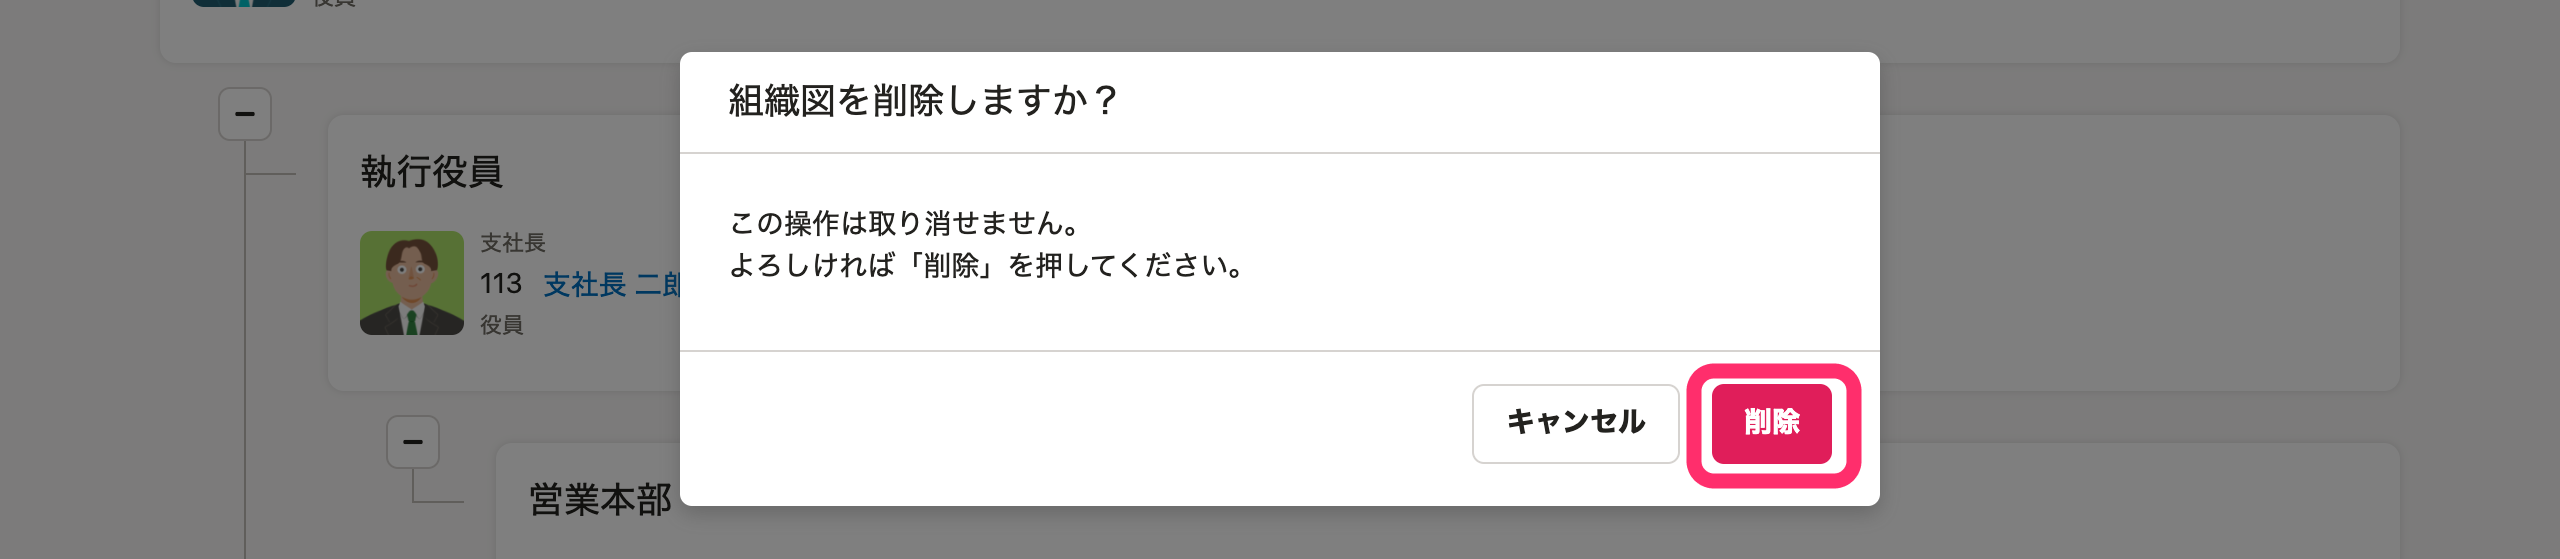 役員
組織図を削除しますか？
執行役員
この操作は取り消せません。
よろしければ「削除」を押してください。
支社長
113 支社長 二郎
役員
キャンセル
削除
営業本部